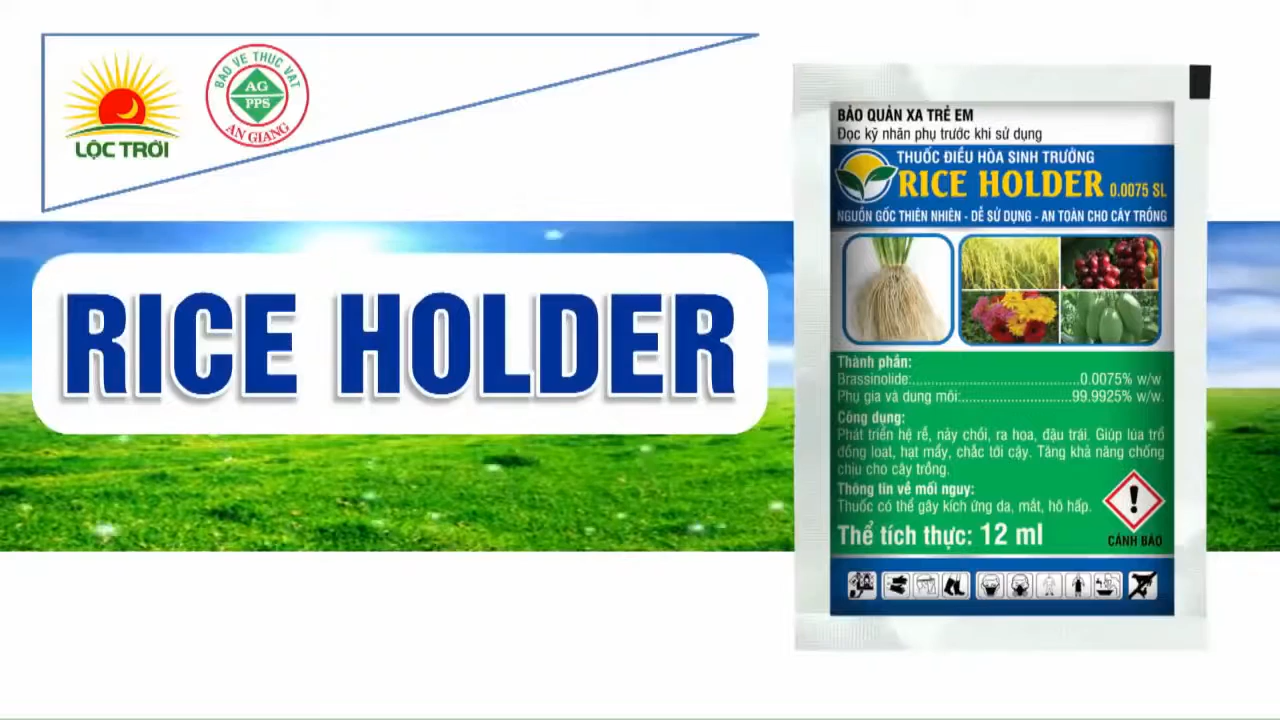 LỘC TRỜI
BẢO VỆ THỰC VẬT
AG
PPS
AN GIANG
RICE HOLDER
BẢO QUẢN XA TRẺ EM
Đọc kỹ nhãn phụ trước khi sử dụng
THUỐC ĐIỀU HÒA SINH TRƯỞNG
RICE HOLDER 0.0075 SL
NGUỒN GỐC THIÊN NHIÊN - DỄ SỬ DỤNG - AN TOÀN CHO CÂY TRỒNG
Thành phần:
Brassinolide:............................................0.0075% w/w
Phụ gia và dung môi:.............................99.9925% w/w.
Công dụng:
Phát triển hệ rễ, nảy chồi, ra hoa, đậu trái. Giúp lúa trổ
đồng loạt, hạt mẩy, chắc tới cậy. Tăng khả năng chống
chịu cho cây trồng.
Thông tin về mối nguy:
Thuốc có thể gây kích ứng da, mắt, hô hấp.
Thể tích thực: 12 ml
CẢNH BÁO